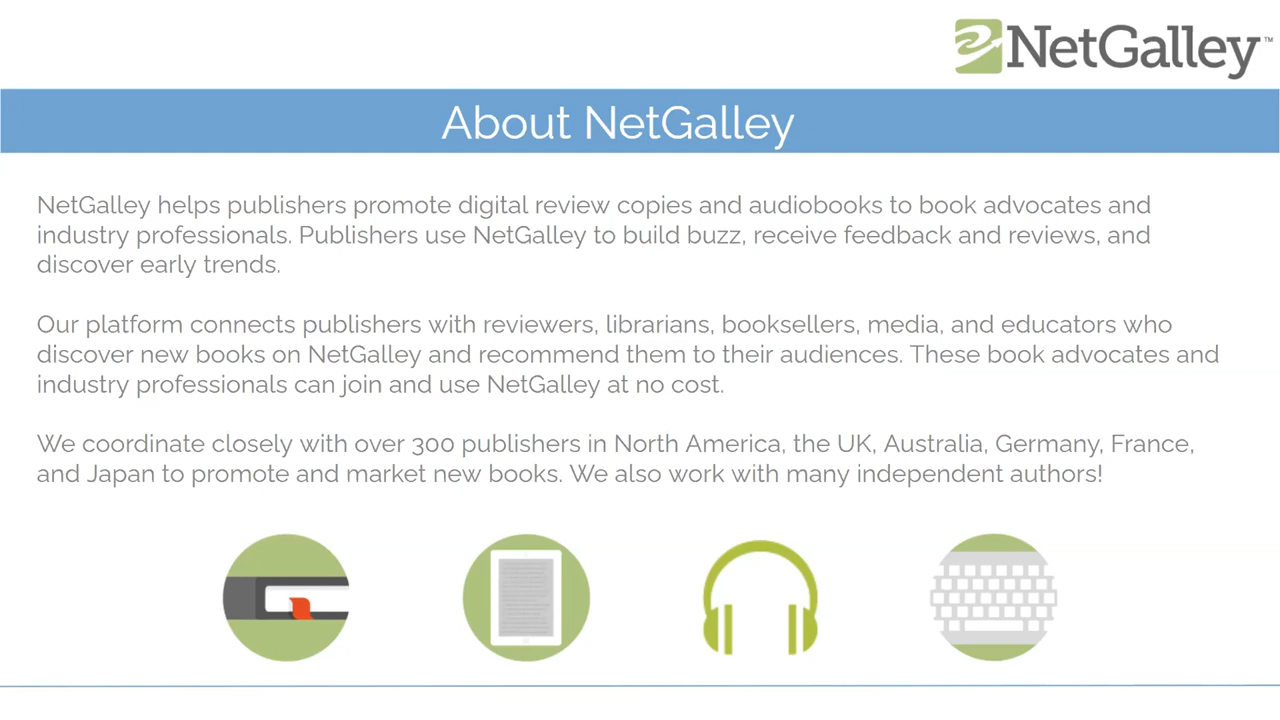 NetGalley™
About NetGalley
NetGalley helps publishers promote digital review copies and audiobooks to book advocates and
industry professionals. Publishers use NetGalley to build buzz, receive feedback and reviews, and
discover early trends.
Our platform connects publishers with reviewers, librarians, booksellers, media, and educators who
discover new books on NetGalley and recommend them to their audiences. These book advocates and
industry professionals can join and use NetGalley at no cost.
We coordinate closely with over 300 publishers in North America, the UK, Australia, Germany, France,
and Japan to promote and market new books. We also work with many independent authors!